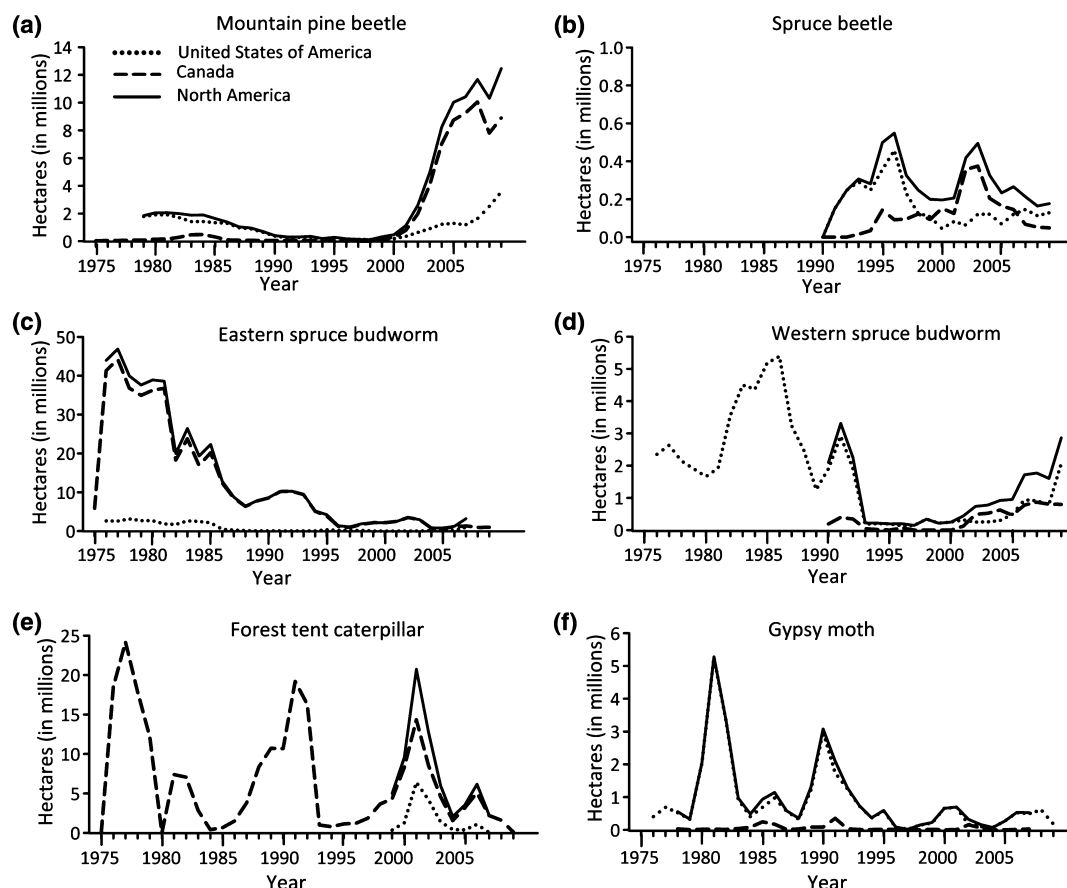 (a) Mountain pine beetle
Hectares (in millions)
14
12
10
8
6
4
2
0
United States of America
Canada
North America
1975 1980 1985 1990 1995 2000 2005
Year
(b) Spruce beetle
Hectares (in millions)
1.0
0.8
0.6
0.4
0.2
0.0
1975 1980 1985 1990 1995 2000 2005
Year
(c) Eastern spruce budworm
Hectares (in millions)
50
40
30
20
10
0
1975 1980 1985 1990 1995 2000 2005
Year
(d) Western spruce budworm
Hectares (in millions)
6
5
4
3
2
1
0
1975 1980 1985 1990 1995 2000 2005
Year
(e) Forest tent caterpillar
Hectares (in millions)
25
20
15
10
5
0
1975 1980 1985 1990 1995 2000 2005
Year
(f) Gypsy moth
Hectares (in millions)
6
5
4
3
2
1
0
1975 1980 1985 1990 1995 2000 2005
Year